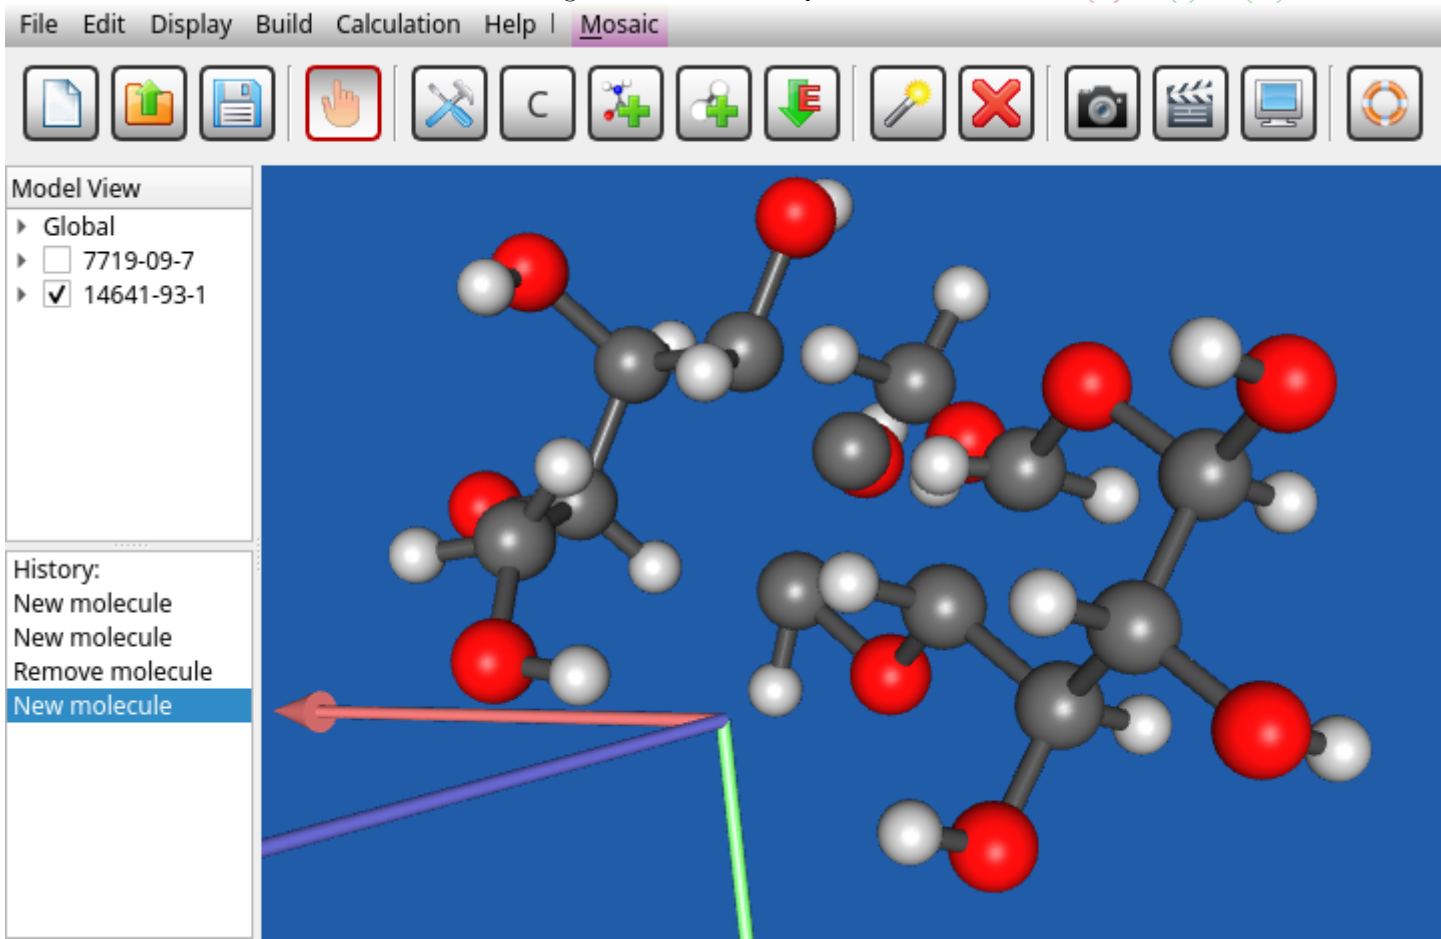 File Edit Display Build Calculation Help Mosaic
C
E
Model View
Global
7719-09-7
14641-93-1
History:
New molecule
New molecule
Remove molecule
New molecule